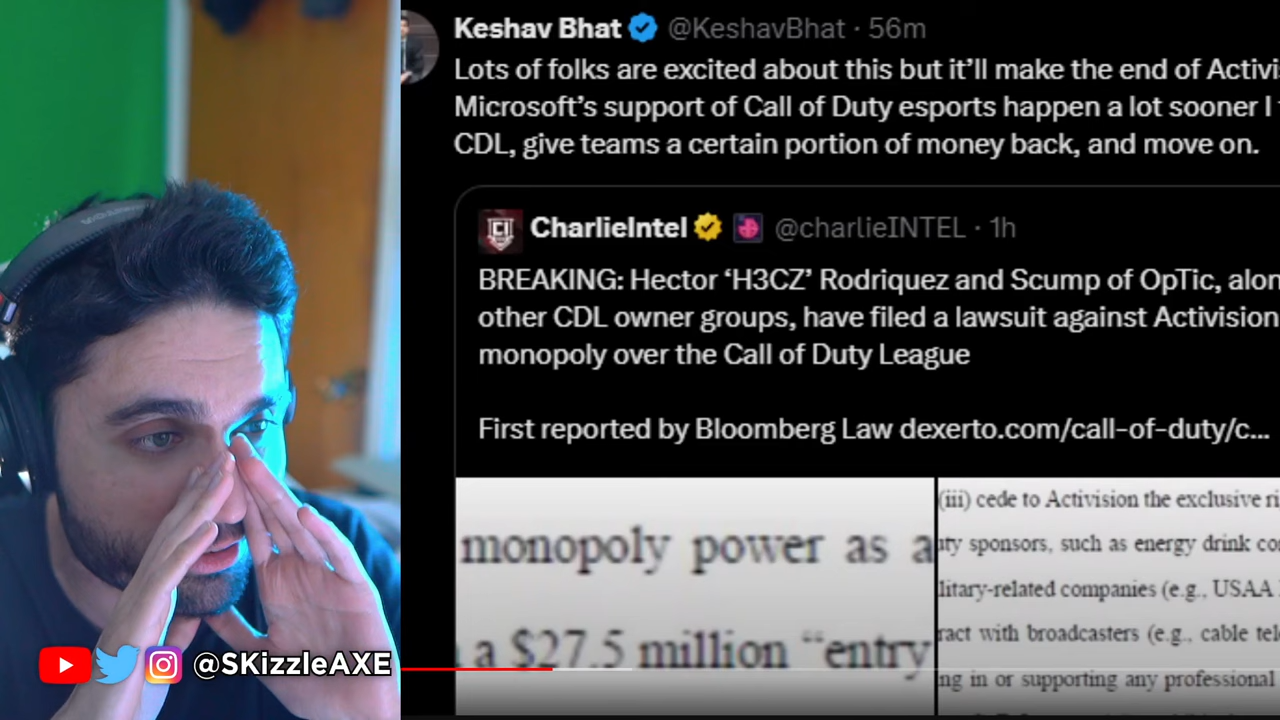 Keshav Bhat @KeshavBhat · 56m
Lots of folks are excited about this but it’ll make the end of
Microsoft’s support of Call of Duty esports happen a lot sooner I
CDL, give teams a certain portion of money back, and move on.
CharlieIntel @charlieINTEL · 1h
BREAKING: Hector ‘H3CZ’ Rodriquez and Scump of OpTic,
other CDL owner groups, have filed a lawsuit against Activision
monopoly over the Call of Duty League
First reported by Bloomberg Law dexerto.com/call-of-duty/c...
monopoly power as a
a $27.5 million “entry
(iii) cede to Activision the exclusive
sponsors, such as energy drink
companies (e.g., USAA
with broadcasters (e.g., cable
in or supporting any professional
@SKizzleAXE